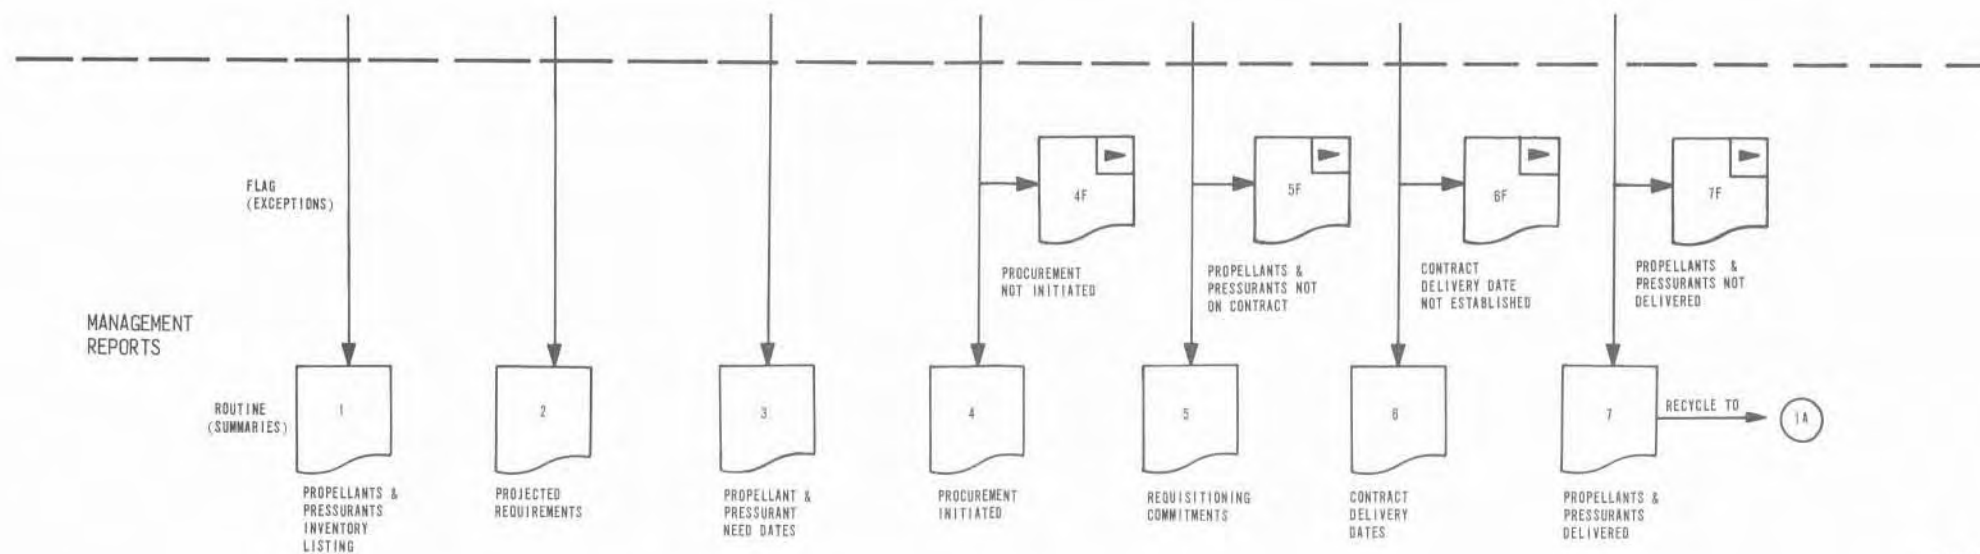 FLAG
(EXCEPTIONS)
4F
5F
6F
7F
PROCUREMENT
NOT INITIATED
PROPELLANTS &
PRESSURANTS NOT
ON CONTRACT
CONTRACT
DELIVERY DATE
NOT ESTABLISHED
PROPELLANTS &
PRESSURANTS NOT
DELIVERED
MANAGEMENT
REPORTS
ROUTINE
(SUMMARIES)
1
2
3
4
5
6
7
RECYCLE TO
1A
PROPELLANTS &
PRESSURANTS
INVENTORY
LISTING
PROJECTED
REQUIREMENTS
PROPELLANT &
PRESSURANT
NEED DATES
PROCUREMENT
INITIATED
REQUISITIONING
COMMITMENTS
CONTRACT
DELIVERY
DATES
PROPELLANTS &
PRESSURANTS
DELIVERED